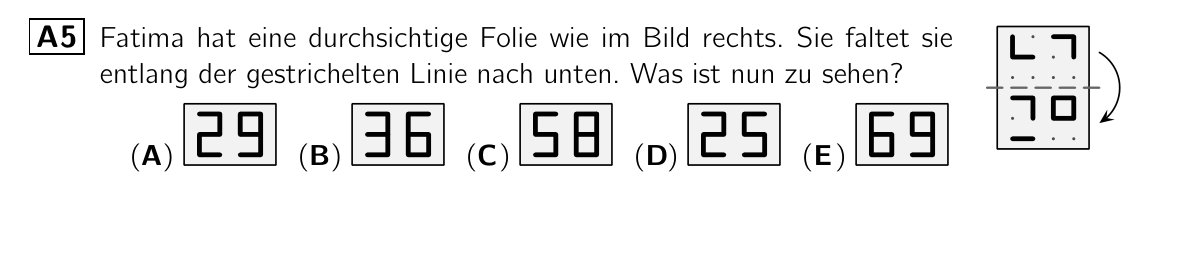 A5 Fatima hat eine durchsichtige Folie wie im Bild rechts. Sie faltet sie
entlang der gestrichelten Linie nach unten. Was ist nun zu sehen?
(A) 29 (B) 36 (C) 58 (D) 25 (E) 69